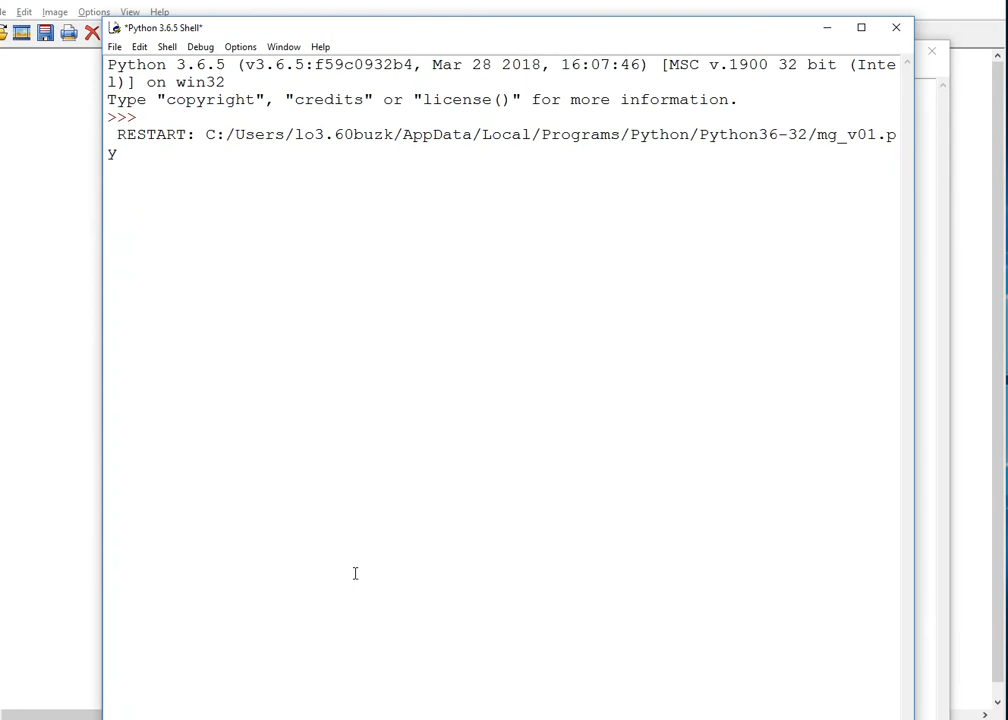 Edit Image Options View Help
*Python 3.6.5 Shell*
File Edit Shell Debug Options Window Help
Python 3.6.5 (v3.6.5:f59c0932b4, Mar 28 2018, 16:07:46) [MSC v.1900 32 bit (Inte
l)] on win32
Type "copyright", "credits" or "license()" for more information.
>>>
RESTART: C:/Users/lo3.60buzk/AppData/Local/Programs/Python/Python36-32/mg_v01.p
y